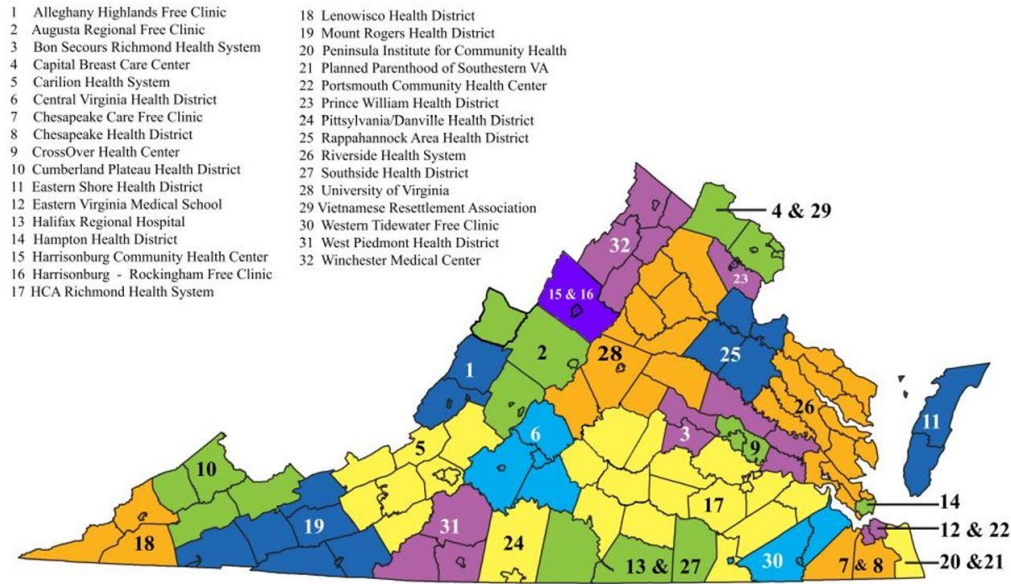 1 Alleghany Highlands Free Clinic
2 Augusta Regional Free Clinic
3 Bon Secours Richmond Health System
4 Capital Breast Care Center
5 Carilion Health System
6 Central Virginia Health District
7 Chesapeake Care Free Clinic
8 Chesapeake Health District
9 CrossOver Health Center
10 Cumberland Plateau Health District
11 Eastern Shore Health District
12 Eastern Virginia Medical School
13 Halifax Regional Hospital
14 Hampton Health District
15 Harrisonburg Community Health Center
16 Harrisonburg - Rockingham Free Clinic
17 HCA Richmond Health System
18 Lenowisco Health District
19 Mount Rogers Health District
20 Peninsula Institute for Community Health
21 Planned Parenthood of Southestern VA
22 Portsmouth Community Health Center
23 Prince William Health District
24 Pittsylvania/Danville Health District
25 Rappahannock Area Health District
26 Riverside Health System
27 Southside Health District
28 University of Virginia
29 Vietnamese Resettlement Association
30 Western Tidewater Free Clinic
31 West Piedmont Health District
32 Winchester Medical Center
4 & 29
32
23
15 & 16
2
28
25
1
26
11
6
3
9
5
10
14
17
19
31
12 & 22
18
24
13 & 27
30
7 & 8
20 &21